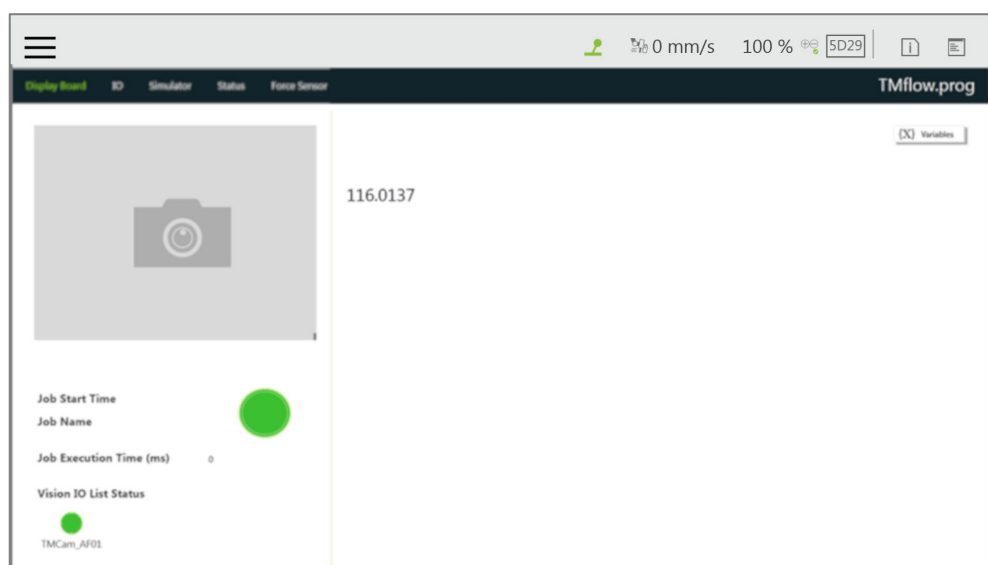 0 mm/s 100 % 5D29
Display Board IO Simulator Status Force Sensor TMflow.prog
{X} Variables
116.0137
Job Start Time
Job Name
Job Execution Time (ms) 0
Vision IO List Status
TMCam_AF01